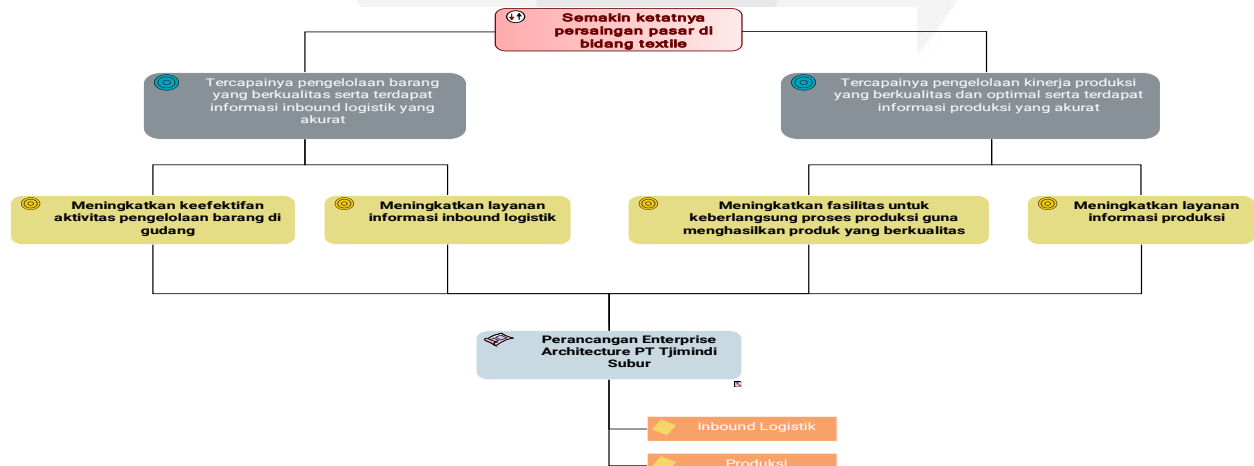 Semakin ketatnya
persaingan pasar di
bidang textile
Tercapainya pengelolaan barang
yang berkualitas serta terdapat
informasi inbound logistik yang
akurat
Tercapainya pengelolaan kinerja produksi
yang berkualitas dan optimal serta terdapat
informasi produksi yang akurat
Meningkatkan keefektifan
aktivitas pengelolaan barang di
gudang
Meningkatkan layanan
informasi inbound logistik
Meningkatkan fasilitas untuk
keberlangsung proses produksi guna
menghasilkan produk yang berkualitas
Meningkatkan layanan
informasi produksi
Perancangan Enterprise
Architecture PT Tjimindi
Subur
Inbound Logistik
Produksi